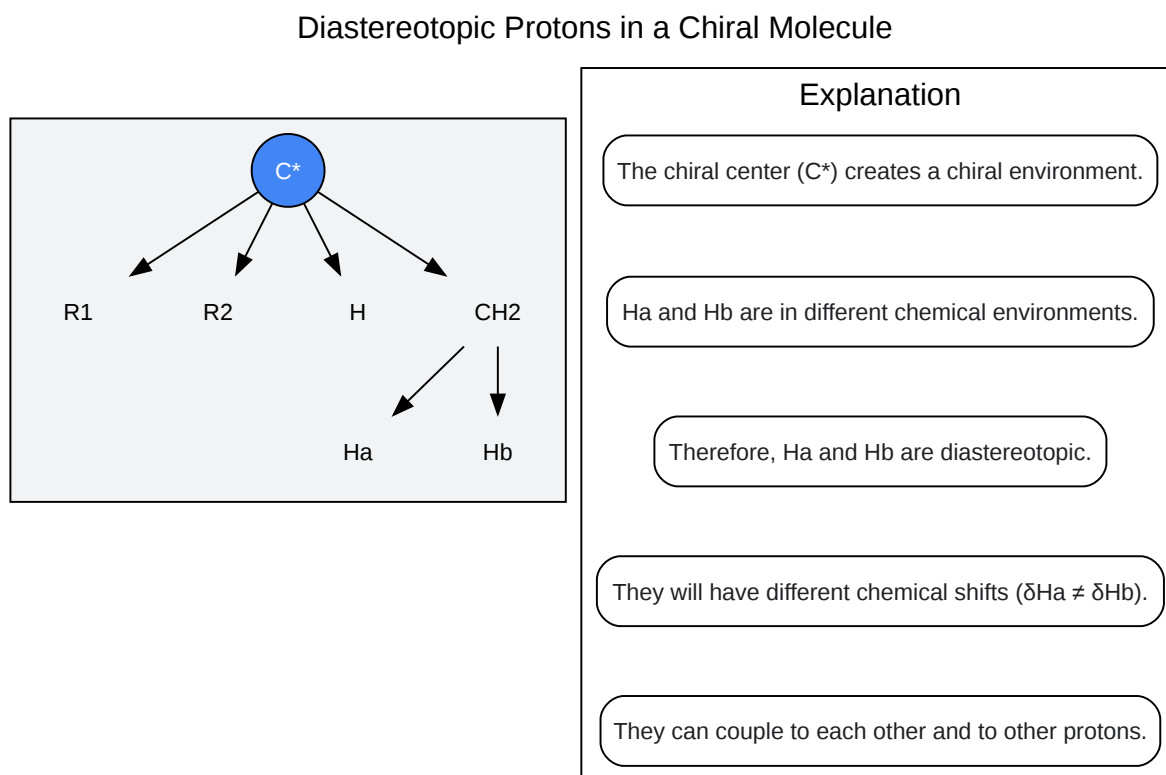 Diastereotopic Protons in a Chiral Molecule
C*
R1
R2
H
CH2
Ha
Hb
Explanation
The chiral center (C*) creates a chiral environment.
Ha and Hb are in different chemical environments.
Therefore, Ha and Hb are diastereotopic.
They will have different chemical shifts (δHa ≠ δHb).
They can couple to each other and to other protons.